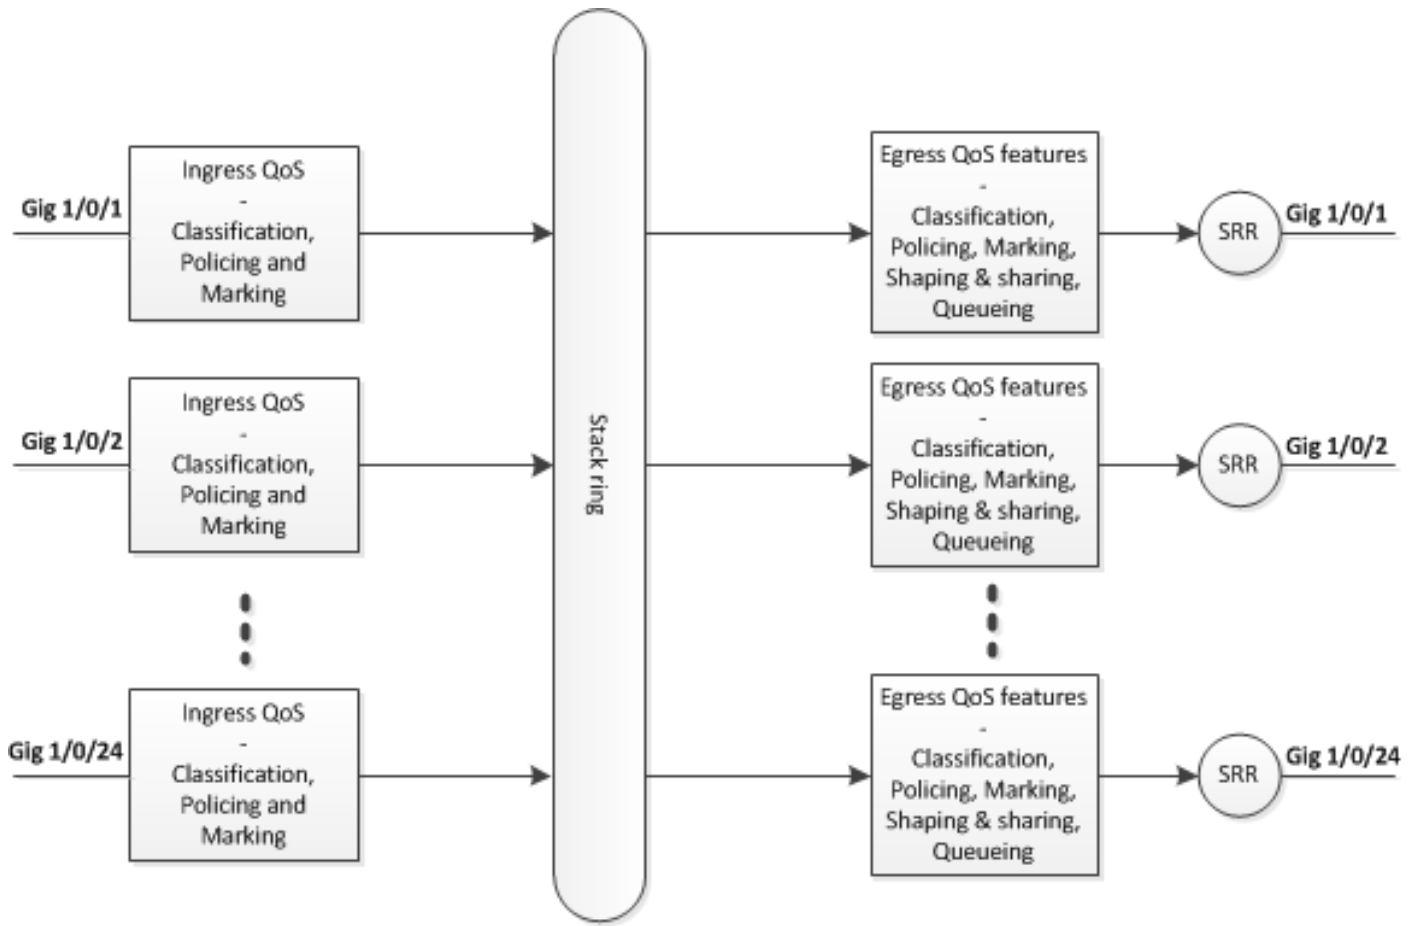 Gig 1/0/1
Ingress QoS
-
Classification,
Policing and
Marking
Egress QoS features
-
Classification,
Policing, Marking,
Shaping & sharing,
Queueing
SRR
Gig 1/0/1
Gig 1/0/2
Ingress QoS
-
Classification,
Policing and
Marking
Stack ring
Egress QoS features
-
Classification,
Policing, Marking,
Shaping & sharing,
Queueing
SRR
Gig 1/0/2
Gig 1/0/24
Ingress QoS
-
Classification,
Policing and
Marking
Egress QoS features
-
Classification,
Policing, Marking,
Shaping & sharing,
Queueing
SRR
Gig 1/0/24